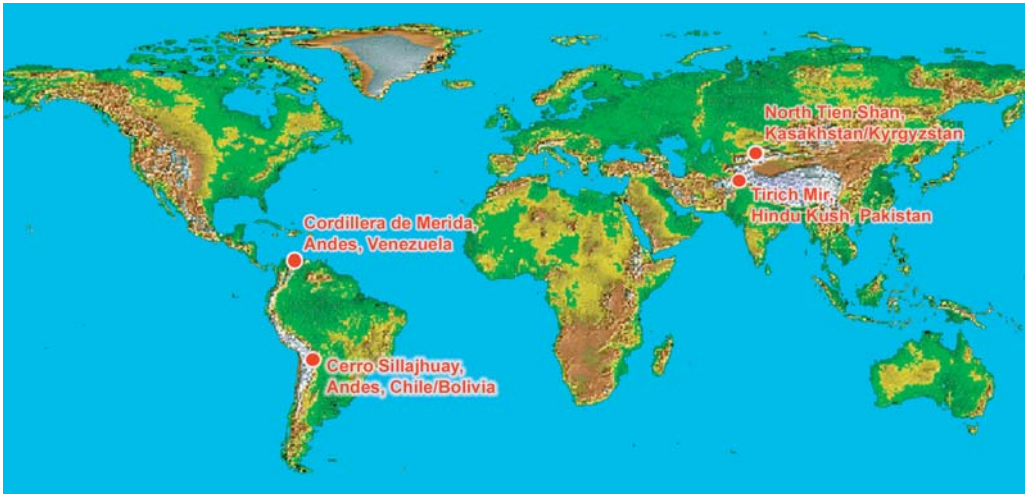 North Tien Shan,
Kasakhstan/Kyrgyzstan
Tirich Mir,
Hindu Kush, Pakistan
Cordillera de Merida,
Andes, Venezuela
Cerro Sillajhuay,
Andes, Chile/Bolivia